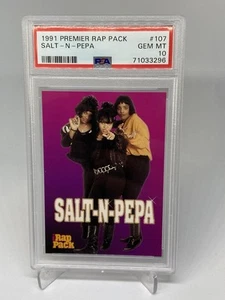 1991 PREMIER RAP PACK #107
SALT-N-PEPA GEM MT
10
PSA 71033296
SALT-N-PEPA
Rap
Pack